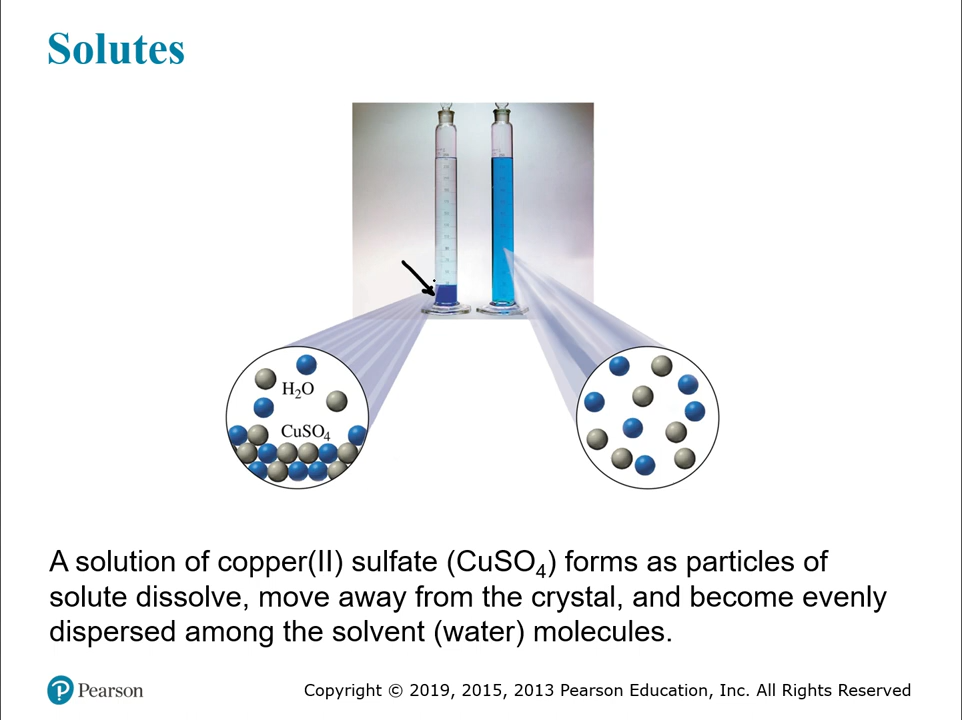 Solutes
H₂O
CuSO₄
A solution of copper(II) sulfate (CuSO₄) forms as particles of
solute dissolve, move away from the crystal, and become evenly
dispersed among the solvent (water) molecules.
Pearson
Copyright © 2019, 2015, 2013 Pearson Education, Inc. All Rights Reserved